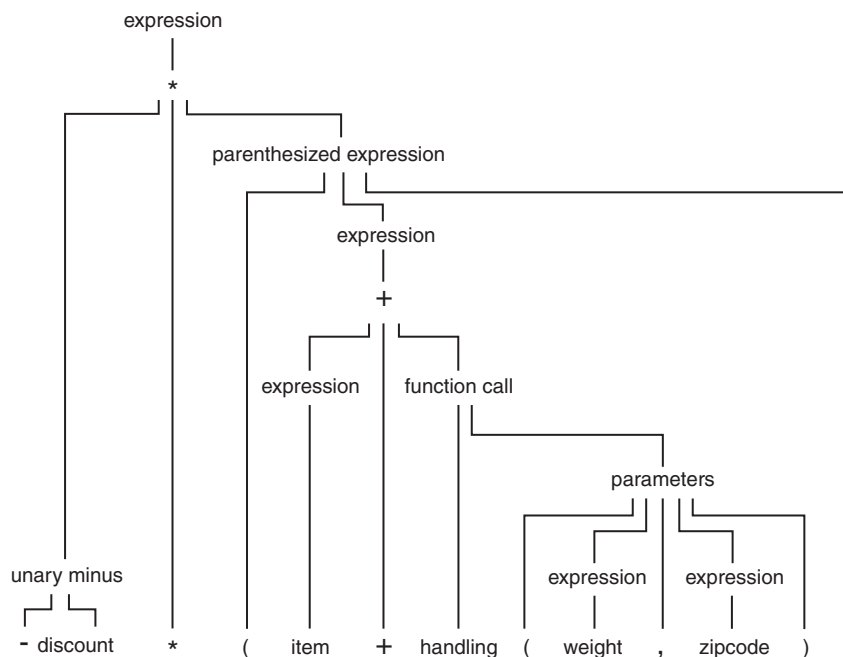 expression
*
parenthesized expression
expression
+
expression function call
parameters
unary minus expression expression
- discount * ( item + handling ( weight , zipcode )